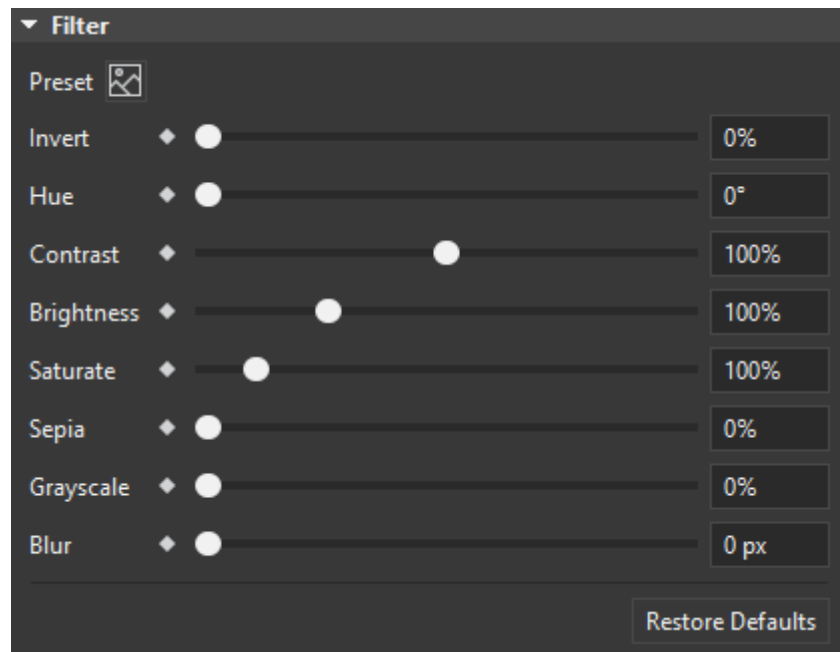 Filter
Preset
Invert 0%
Hue 0°
Contrast 100%
Brightness 100%
Saturate 100%
Sepia 0%
Grayscale 0%
Blur 0 px
Restore Defaults